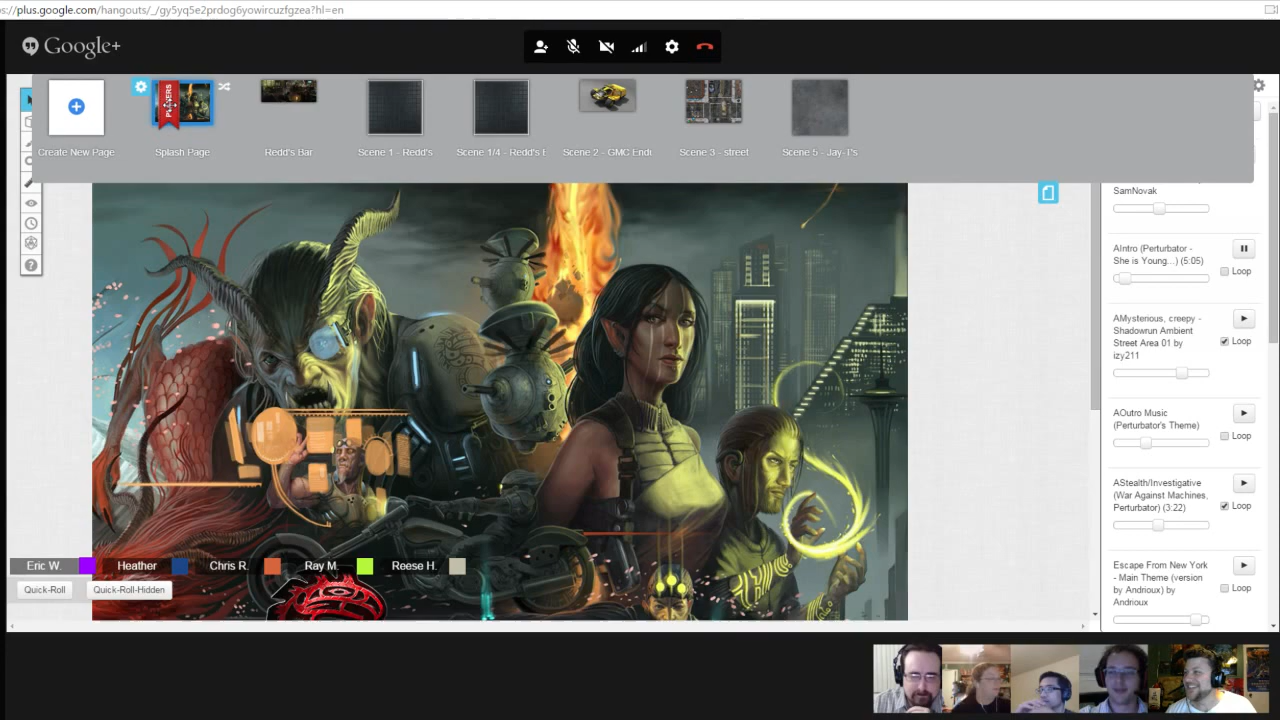 s://plus.google.com/hangouts/_/gy5yq5e2prdog6yowircuzfgzea?hl=en
Google+
PLAYERS
Create New Page
Splash Page
Redd's Bar
Scene 1 - Redd's
Scene 1/4 - Redd's E
Scene 2 - GMC Endu
Scene 3 - street
Scene 5 - Jay-T's
SamNovak
AIntro (Perturbator -
She is Young...) (5:05)
Loop
AMysterious, creepy -
Shadowrun Ambient
Street Area 01 by
izy211
Loop
AOutro Music
(Perturbator's Theme)
Loop
AStealth/Investigative
(War Against Machines,
Perturbator) (3:22)
Loop
Escape From New York
- Main Theme (version
by Andrioux) by
Andrioux
Loop
Eric W.
Heather
Chris R.
Ray M.
Reese H.
Quick-Roll
Quick-Roll-Hidden